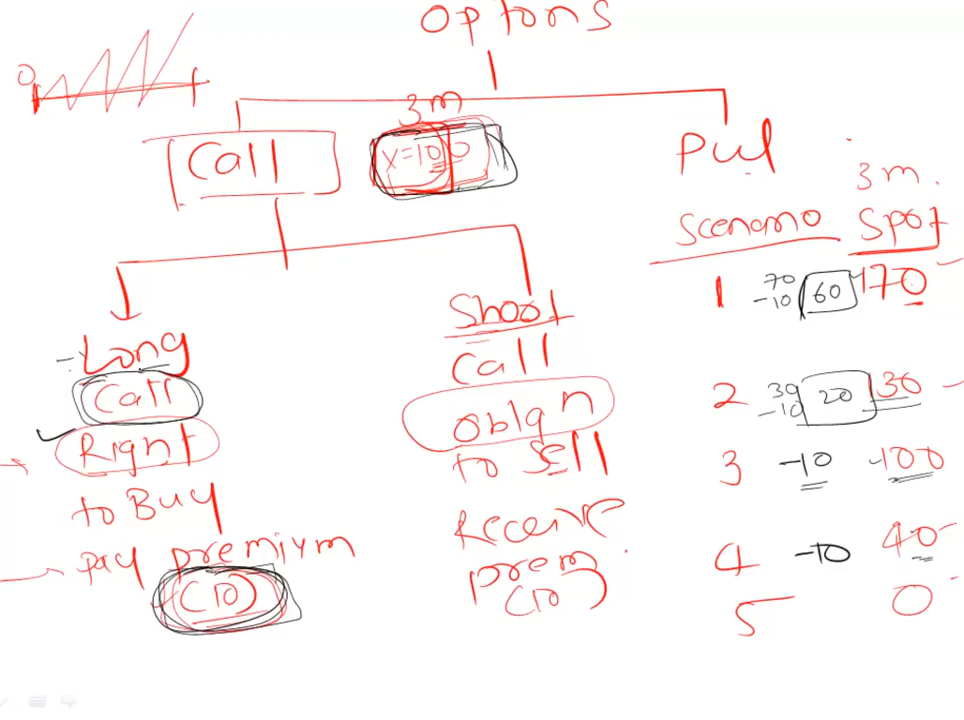 Options
O
3m
Call
X=100
Put
3m.
Scenario Spot
1 70 -10 60 170
Long
Call
Right
to Buy
pay premium
(10)
Short
Call
Oblgn
to Sell
Receive
prem
(10)
2 30 -10 20 130
3 -10 100
4 -10 40
5 0